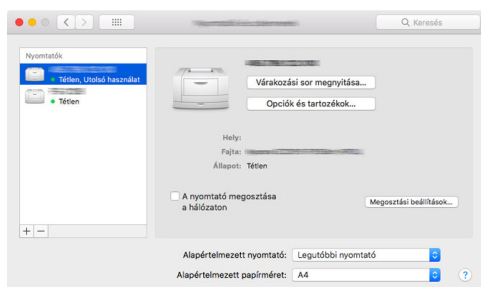 Keresés
Nyomtatók
Tétlen, Utolsó használat
Tétlen
Várakozási sor megnyitása...
Opciók és tartozékok...
Hely:
Fajta:
Állapot: Tétlen
A nyomtató megosztása
a hálózaton
Megosztási beállítások...
Alapértelmezett nyomtató: Legutóbbi nyomtató
Alapértelmezett papírméret: A4
?